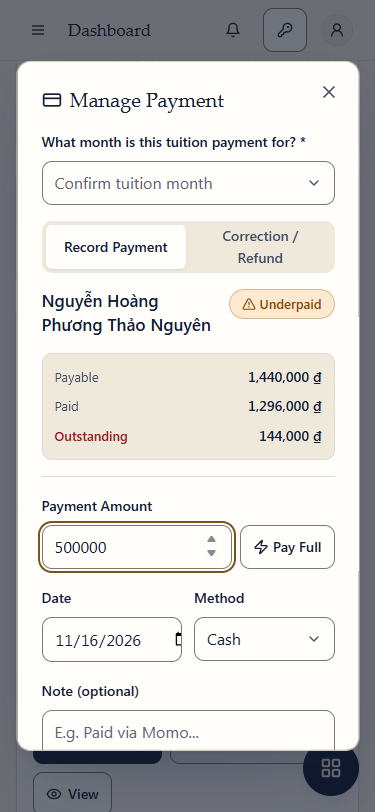 Dashboard
Manage Payment
What month is this tuition payment for? *
Confirm tuition month
Record Payment
Correction /
Refund
Nguyễn Hoàng
Phương Thảo Nguyên
Underpaid
Payable 1,440,000 ₫
Paid 1,296,000 ₫
Outstanding 144,000 ₫
Payment Amount
500000
Pay Full
Date Method
11/16/2026 Cash
Note (optional)
E.g. Paid via Momo...
View